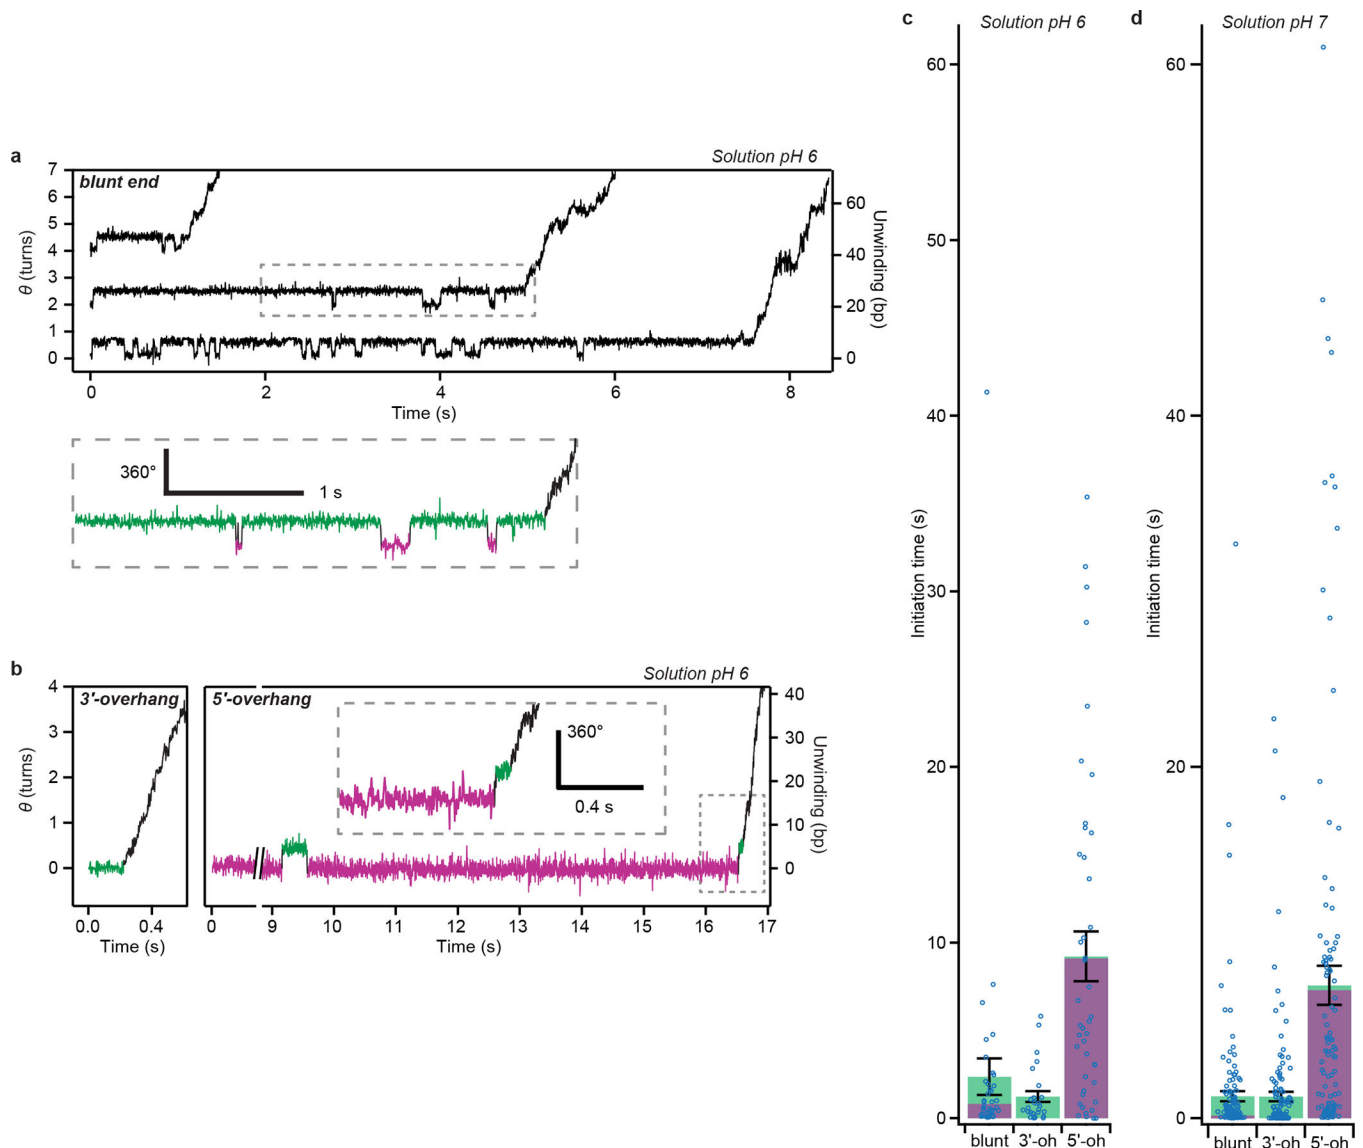 a
Solution pH 6
blunt end
7
6
5
4
3
2
1
0
θ (turns)
60
40
20
0
Unwinding (bp)
0
2
4
6
8
Time (s)
360°
1 s
b
Solution pH 6
3'-overhang
4
3
2
1
0
θ (turns)
0.0
0.4
Time (s)
5'-overhang
360°
0.4 s
40
30
20
10
0
Unwinding (bp)
0
9
10
11
12
13
14
15
16
17
Time (s)
c
Solution pH 6
60
50
40
30
20
10
0
Initiation time (s)
blunt
3'-oh
5'-oh
d
Solution pH 7
60
40
20
0
Initiation time (s)
blunt
3'-oh
5'-oh